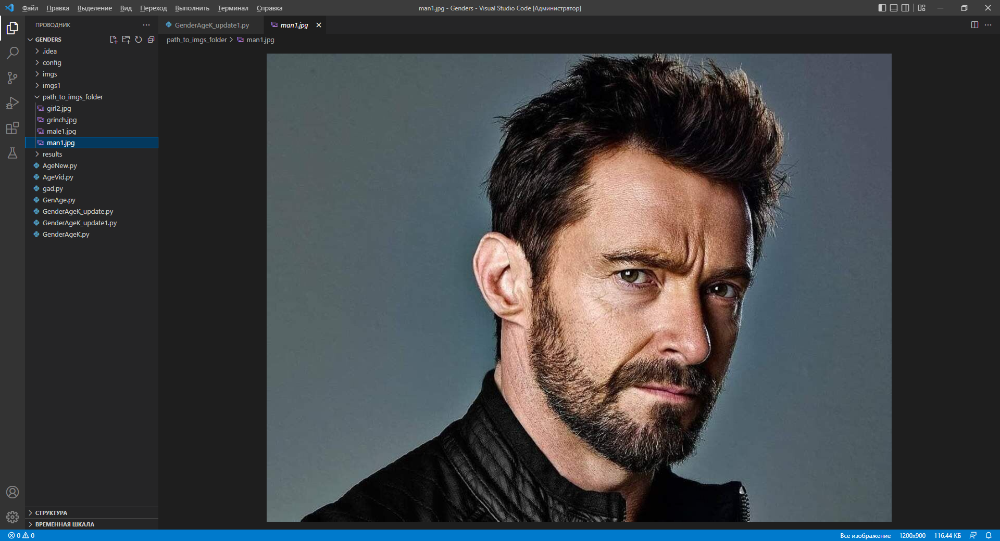 Файл Правка Выделение Вид Переход Выполнить Терминал Справка man1.jpg - Genders - Visual Studio Code [Администратор]
ПРОВОДНИК
GenderAgeK_update1.py man1.jpg
GENDERS
path_to_imgs_folder > man1.jpg
.idea
config
imgs
imgs1
path_to_imgs_folder
girl2.jpg
grinch.jpg
male1.jpg
man1.jpg
results
AgeNew.py
AgeVid.py
gad.py
GenAge.py
GenderAgeK_update.py
GenderAgeK_update1.py
GenderAgeK.py
СТРУКТУРА
ВРЕМЕННАЯ ШКАЛА
0 0 Все изображение 1200x900 116.44 КБ